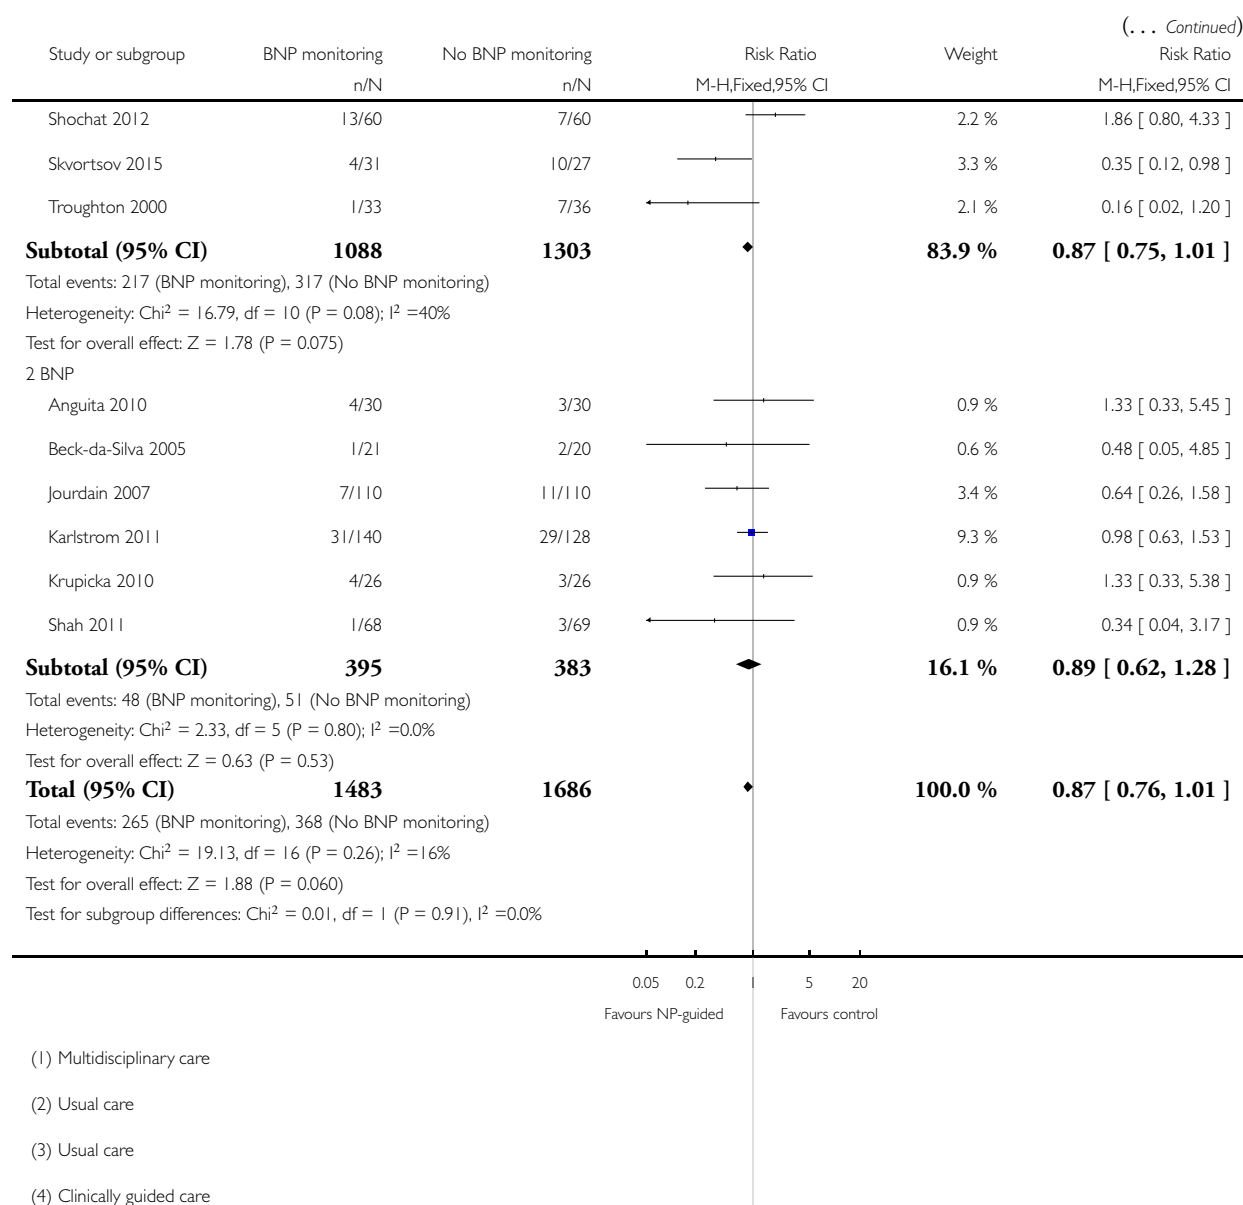 (... Continued)
Study or subgroup BNP monitoring No BNP monitoring Risk Ratio Weight Risk Ratio
n/N n/N M-H,Fixed,95% CI M-H,Fixed,95% CI
Shochat 2012 13/60 7/60 2.2 % 1.86 [ 0.80, 4.33 ]
Skvortsov 2015 4/31 10/27 3.3 % 0.35 [ 0.12, 0.98 ]
Troughton 2000 1/33 7/36 2.1 % 0.16 [ 0.02, 1.20 ]
Subtotal (95% CI) 1088 1303 83.9 % 0.87 [ 0.75, 1.01 ]
Total events: 217 (BNP monitoring), 317 (No BNP monitoring)
Heterogeneity: Chi² = 16.79, df = 10 (P = 0.08); I² =40%
Test for overall effect: Z = 1.78 (P = 0.075)
2 BNP
Anguita 2010 4/30 3/30 0.9 % 1.33 [ 0.33, 5.45 ]
Beck-da-Silva 2005 1/21 2/20 0.6 % 0.48 [ 0.05, 4.85 ]
Jourdain 2007 7/110 11/110 3.4 % 0.64 [ 0.26, 1.58 ]
Karlstrom 2011 31/140 29/128 9.3 % 0.98 [ 0.63, 1.53 ]
Krupicka 2010 4/26 3/26 0.9 % 1.33 [ 0.33, 5.38 ]
Shah 2011 1/68 3/69 0.9 % 0.34 [ 0.04, 3.17 ]
Subtotal (95% CI) 395 383 16.1 % 0.89 [ 0.62, 1.28 ]
Total events: 48 (BNP monitoring), 51 (No BNP monitoring)
Heterogeneity: Chi² = 2.33, df = 5 (P = 0.80); I² =0.0%
Test for overall effect: Z = 0.63 (P = 0.53)
Total (95% CI) 1483 1686 100.0 % 0.87 [ 0.76, 1.01 ]
Total events: 265 (BNP monitoring), 368 (No BNP monitoring)
Heterogeneity: Chi² = 19.13, df = 16 (P = 0.26); I² =16%
Test for overall effect: Z = 1.88 (P = 0.060)
Test for subgroup differences: Chi² = 0.01, df = 1 (P = 0.91), I² =0.0%
0.05 0.2 1 5 20
Favours NP-guided Favours control
(1) Multidisciplinary care
(2) Usual care
(3) Usual care
(4) Clinically guided care